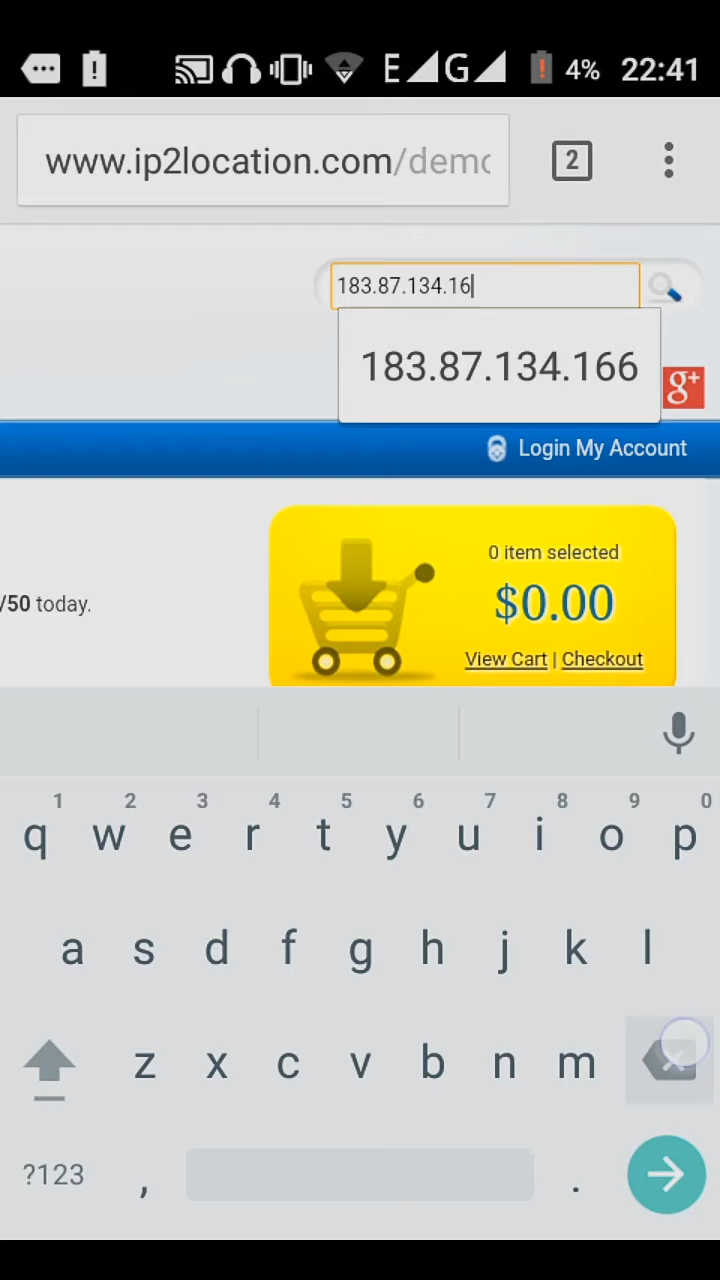 E G 4% 22:41
www.ip2location.com/demo
2
183.87.134.16
183.87.134.166
g+
Login My Account
0 item selected
/50 today.
$0.00
View Cart | Checkout
1 2 3 4 5 6 7 8 9 0
q w e r t y u i o p
a s d f g h j k l
z x c v b n m
?123 , .